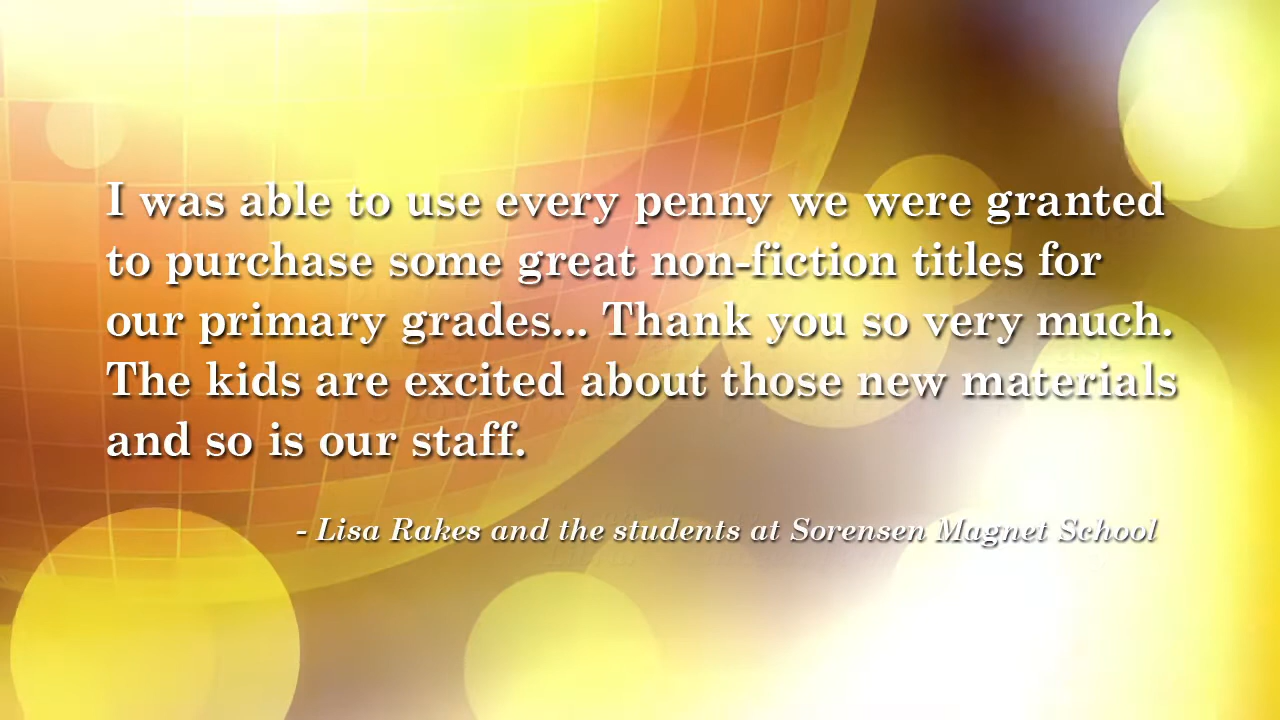 I was able to use every penny we were granted
to purchase some great non-fiction titles for
our primary grades... Thank you so very much.
The kids are excited about those new materials
and so is our staff.
- Lisa Rakes and the students at Sorensen Magnet School